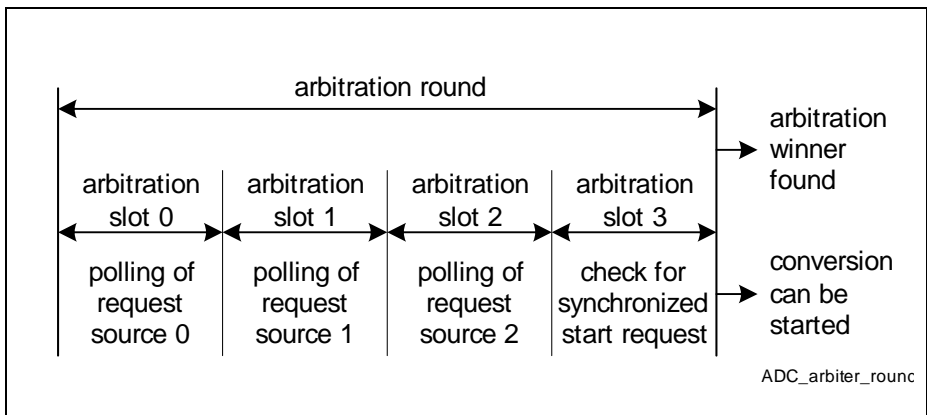 arbitration round
arbitration
winner
found
arbitration
slot 0
arbitration
slot 1
arbitration
slot 2
arbitration
slot 3
polling of
request
source 0
polling of
request
source 1
polling of
request
source 2
check for
synchronized
start request
conversion
can be
started
ADC_arbiter_round